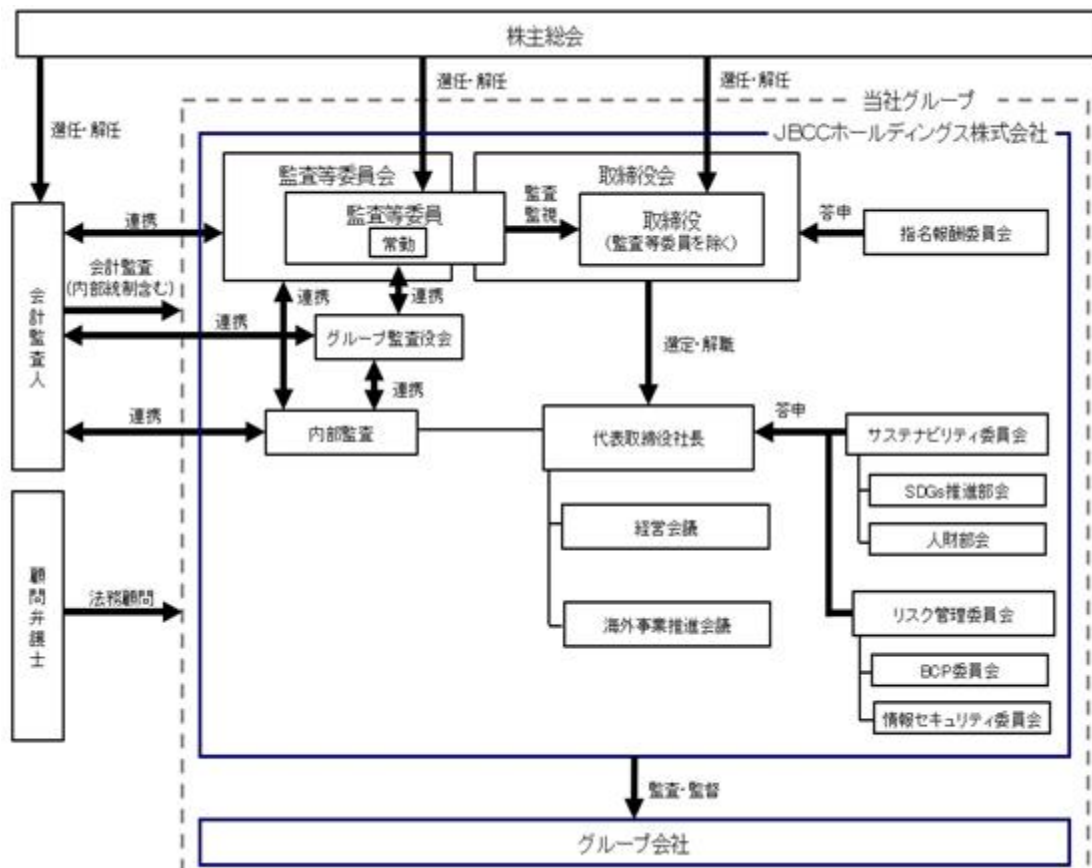 株主総会
選任・解任
選任・解任
選任・解任
当社グループ
JBCCホールディングス株式会社
監査等委員会
監査等委員
常勤
監査
監視
取締役会
取締役
(監査等委員を除く)
答申
指名報酬委員会
連携
会計監査
(内部統制含む)
会計監査人
連携
連携
連携
グループ監査役会
連携
選定・解職
連携
内部監査
代表取締役社長
答申
サステナビリティ委員会
SDGs推進部会
人財部会
経営会議
海外事業推進会議
リスク管理委員会
BCP委員会
情報セキュリティ委員会
顧問弁護士
法務顧問
監査・監督
グループ会社